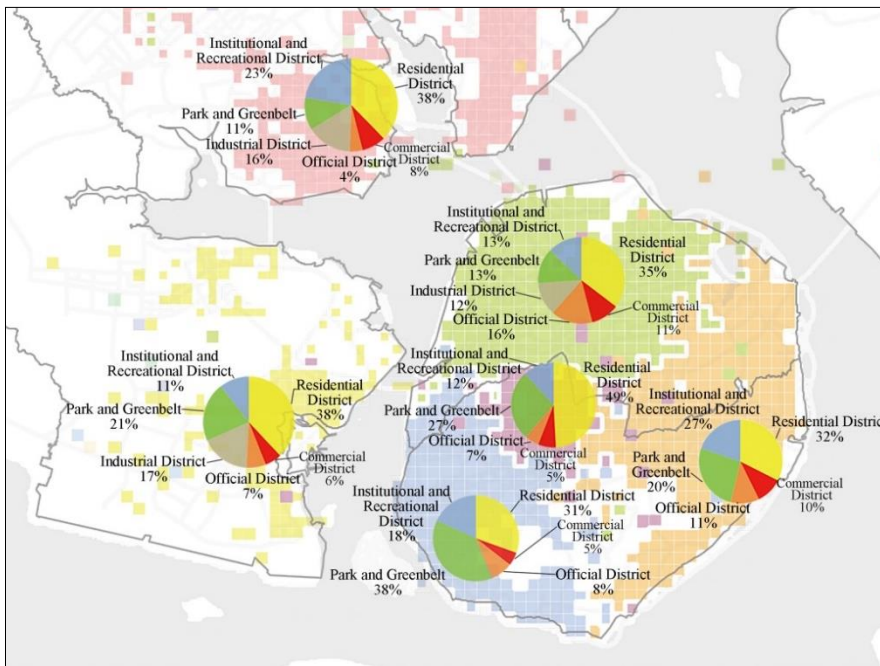 Institutional and
Recreational District
23%
Residential
District
38%
Park and Greenbelt
11%
Industrial District
16%
Official District
4%
Commercial
District
8%
Institutional and
Recreational District
13%
Residential
District
35%
Park and Greenbelt
13%
Industrial District
12%
Official District
16%
Commercial District
11%
Institutional and
Recreational District
12%
Residential
District
49%
Park and Greenbelt
27%
Official District
7%
Commercial
District
5%
Institutional and
Recreational District
11%
Residential District
38%
Park and Greenbelt
21%
Industrial District
17%
Official District
7%
Commercial
District
6%
Institutional and
Recreational District
27%
Residential District
32%
Park and
Greenbelt
20%
Official District
11%
Commercial
District
10%
Institutional and
Recreational
District
18%
Residential District
31%
Commercial
District
5%
Park and Greenbelt
38%
Official District
8%